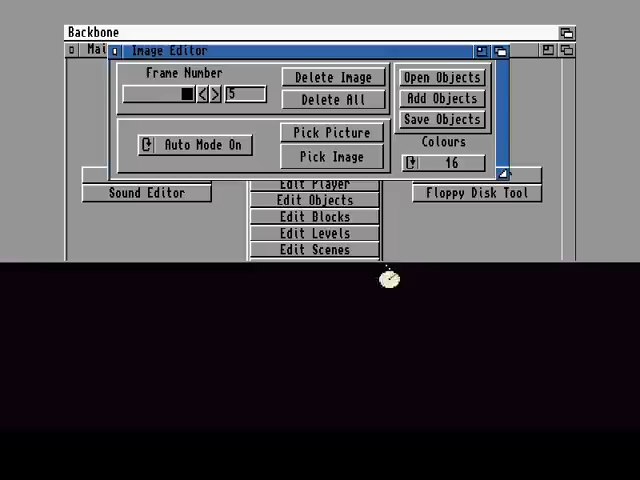 Backbone
Mai
Image Editor
Frame Number
5
Delete Image
Delete All
Open Objects
Add Objects
Save Objects
Auto Mode On
Pick Picture
Pick Image
Colours
16
Sound Editor
Edit Player
Edit Objects
Edit Blocks
Edit Levels
Edit Scenes
Floppy Disk Tool